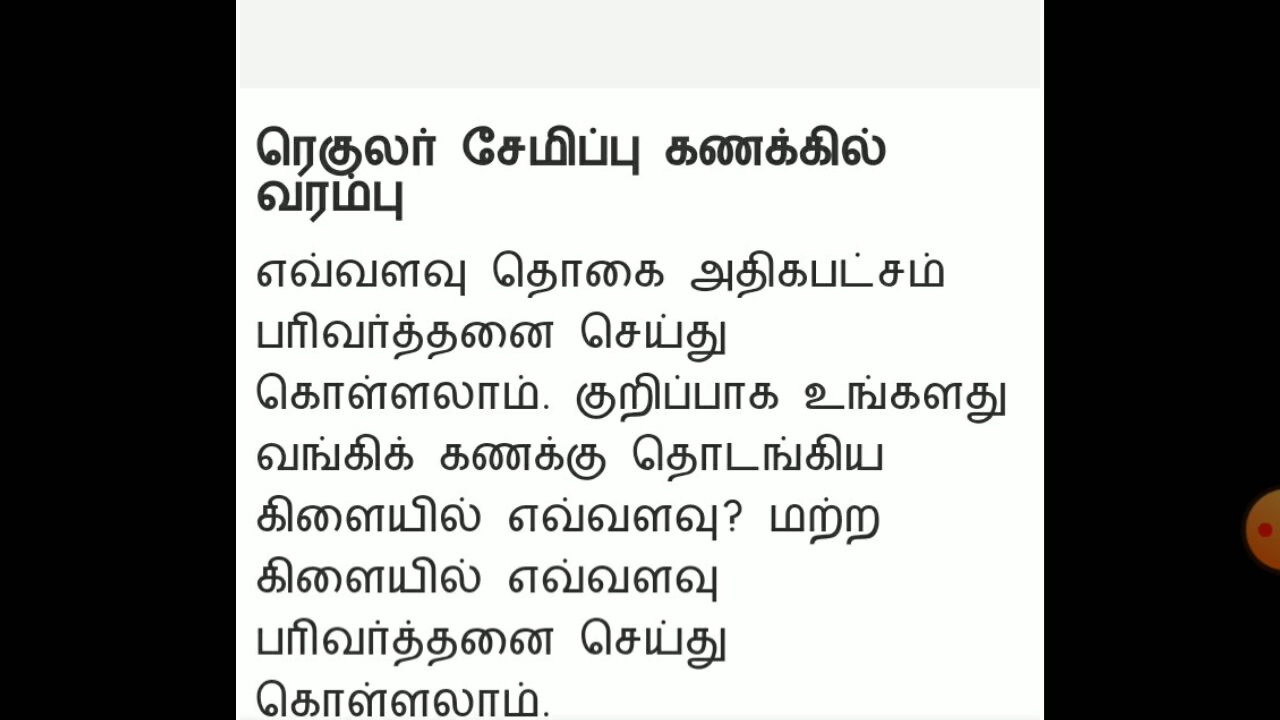 ரெகுலர் சேமிப்பு கணக்கில்
வரம்பு
எவ்வளவு தொகை அதிகபட்சம்
பரிவர்த்தனை செய்து
கொள்ளலாம். குறிப்பாக உங்களது
வங்கிக் கணக்கு தொடங்கிய
கிளையில் எவ்வளவு? மற்ற
கிளையில் எவ்வளவு
பரிவர்த்தனை செய்து
கொள்ளலாம்.